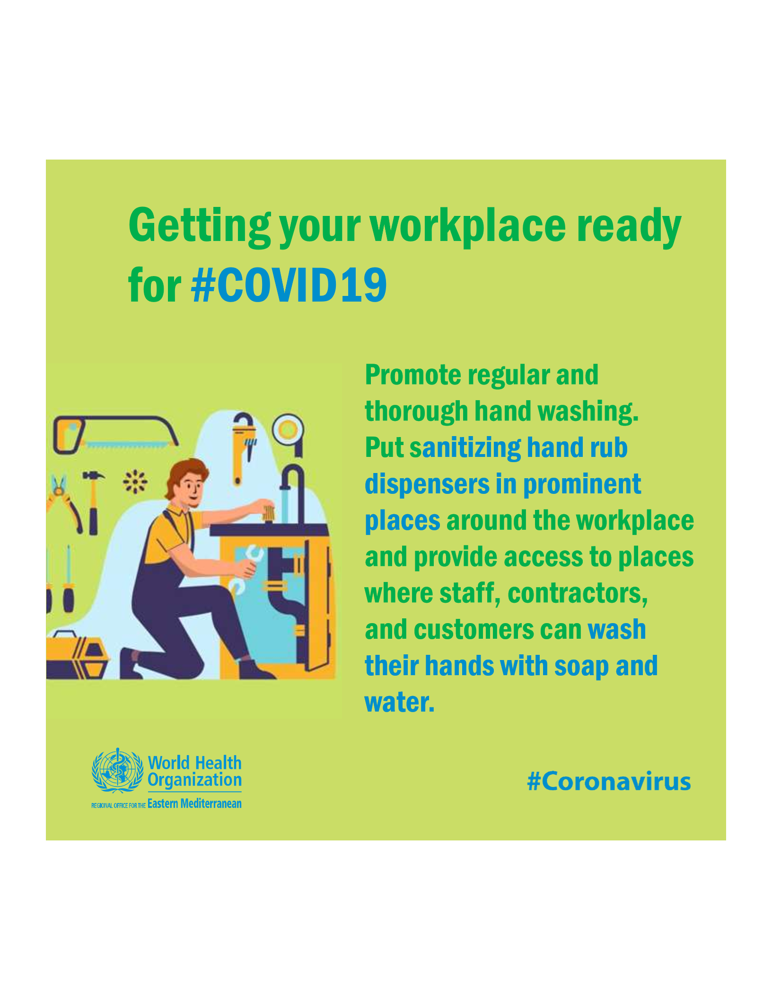 Getting your workplace ready
for #COVID19
Promote regular and
thorough hand washing.
Put sanitizing hand rub
dispensers in prominent
places around the workplace
and provide access to places
where staff, contractors,
and customers can wash
their hands with soap and
water.
World Health
Organization
REGIONAL OFFICE FOR THE Eastern Mediterranean
#Coronavirus